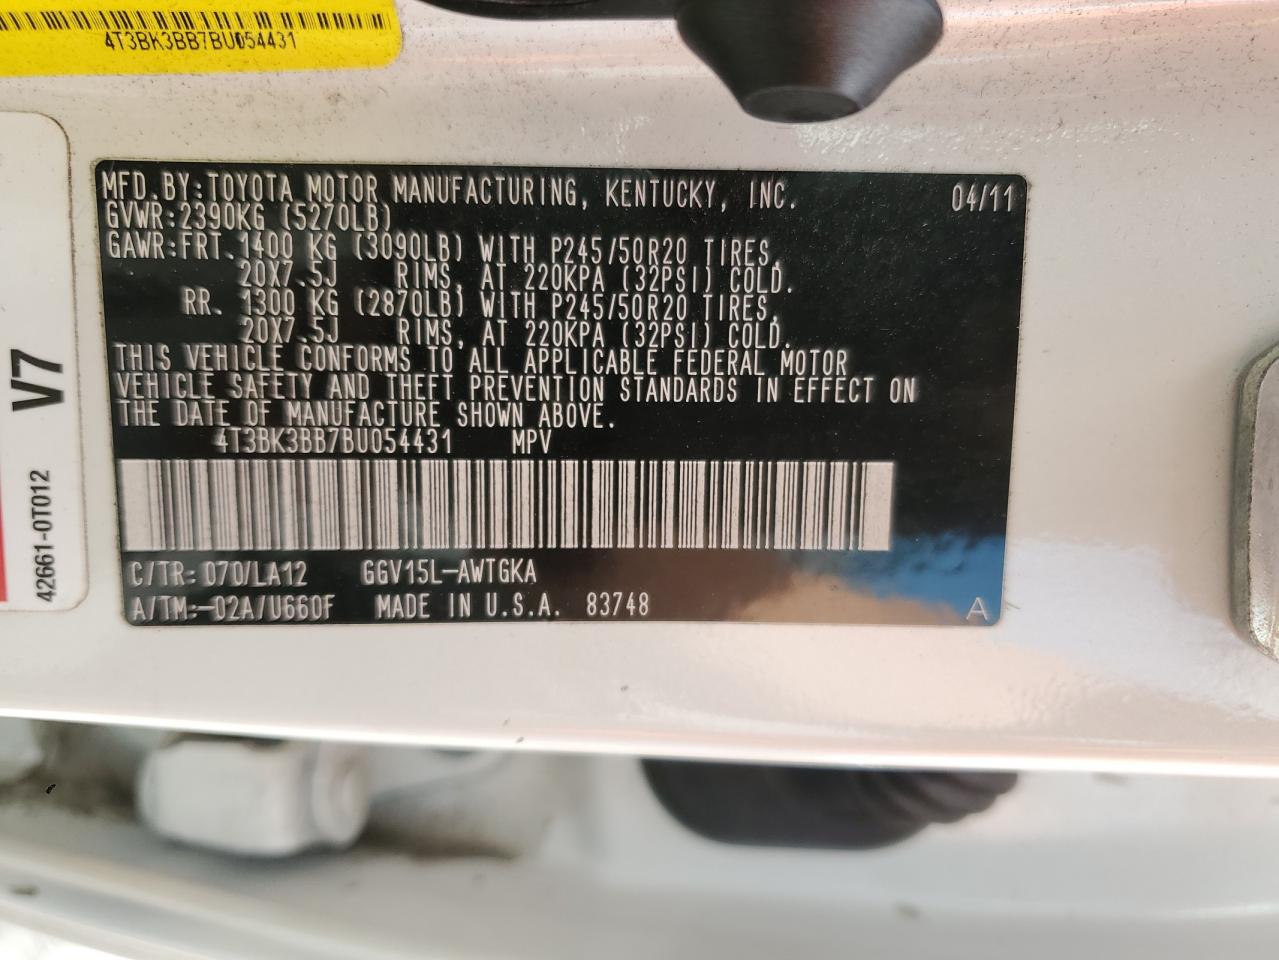 4T3BK3BB7BU054431
MFD.BY:TOYOTA MOTOR MANUFACTURING, KENTUCKY, INC. 04/11
GVWR:2390KG (5270LB)
GAWR:FRT. 1400 KG (3090LB) WITH P245/50R20 TIRES,
20X7.5J RIMS, AT 220KPA (32PSI) COLD.
RR. 1300 KG (2870LB) WITH P245/50R20 TIRES,
20X7.5J RIMS, AT 220KPA (32PSI) COLD.
THIS VEHICLE CONFORMS TO ALL APPLICABLE FEDERAL MOTOR
VEHICLE SAFETY AND THEFT PREVENTION STANDARDS IN EFFECT ON
THE DATE OF MANUFACTURE SHOWN ABOVE.
4T3BK3BB7BU054431 MPV
C/TR: 070/LA12 GGV15L-AWTGKA
A/TM:-02A/U660F MADE IN U.S.A. 83748 A
V7
42661-0T012